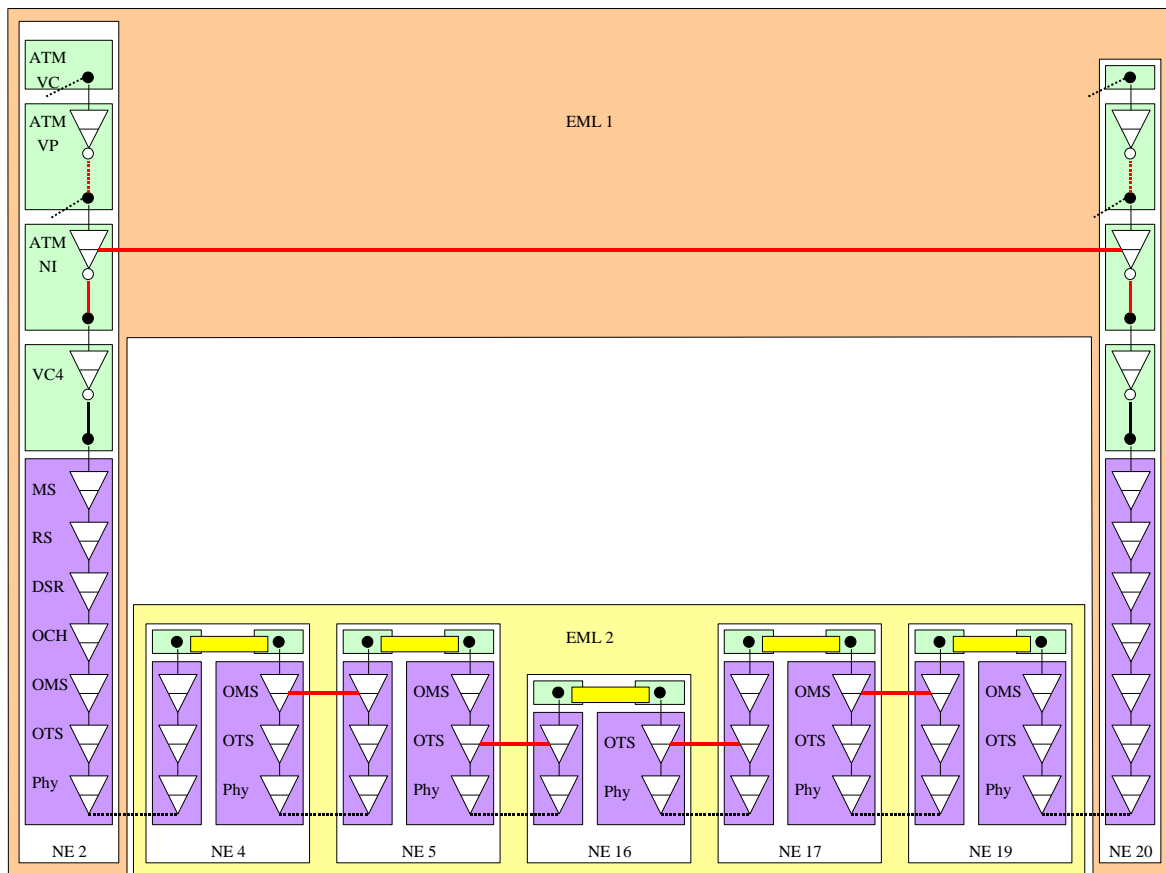 ATM
VC
ATM
VP
EML 1
ATM
NI
VC4
MS
RS
DSR
OCH
EML 2
OMS
OMS
OMS
OMS
OMS
OTS
OTS
OTS
OTS
OTS
OTS
Phy
Phy
Phy
Phy
Phy
Phy
NE 2
NE 4
NE 5
NE 16
NE 17
NE 19
NE 20